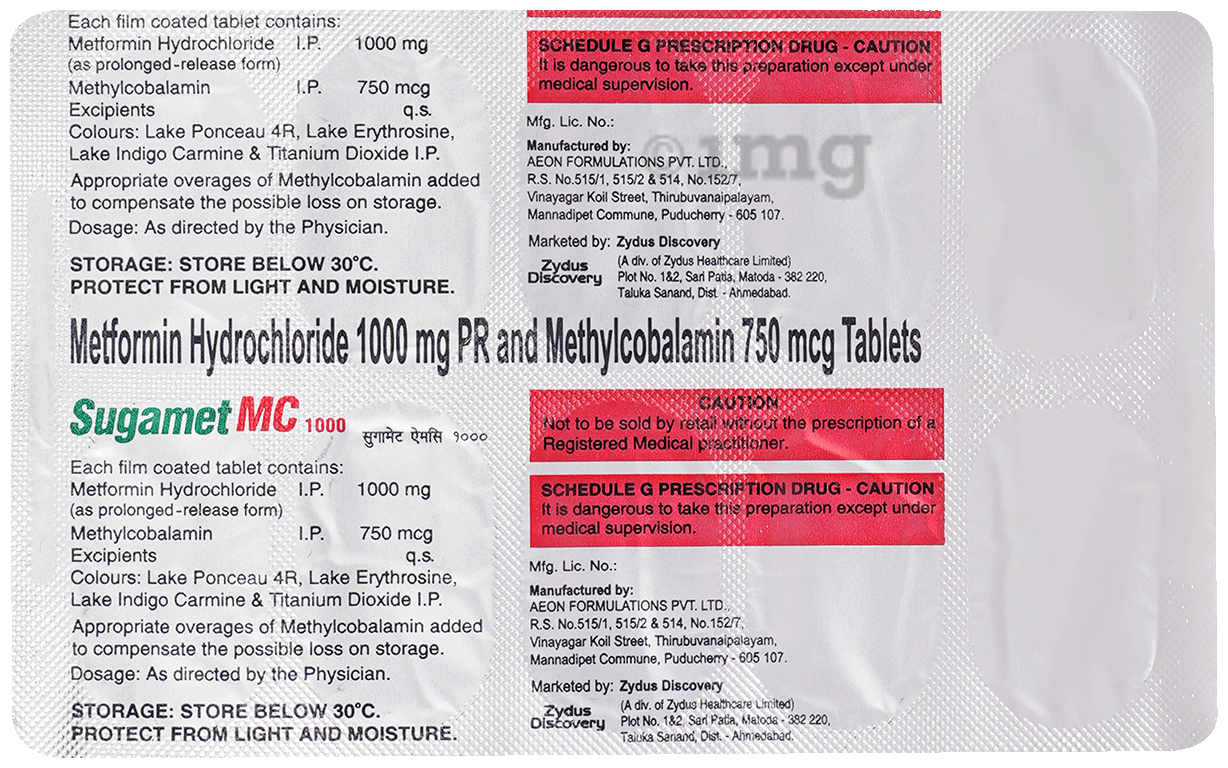 Each film coated tablet contains:
Metformin Hydrochloride I.P. 1000 mg
(as prolonged-release form)
Methylcobalamin I.P. 750 mcg
Excipients q.s.
Colours: Lake Ponceau 4R, Lake Erythrosine,
Lake Indigo Carmine & Titanium Dioxide I.P.
Appropriate overages of Methylcobalamin added
to compensate the possible loss on storage.
Dosage: As directed by the Physician.
STORAGE: STORE BELOW 30°C.
PROTECT FROM LIGHT AND MOISTURE.
SCHEDULE G PRESCRIPTION DRUG - CAUTION
It is dangerous to take this preparation except under
medical supervision.
Mfg. Lic. No.:
Manufactured by:
AEON FORMULATIONS PVT. LTD.,
R.S. No.515/1, 515/2 & 514, No.152/7,
Vinayagar Koil Street, Thirubuvanaipalayam,
Mannadipet Commune, Puducherry - 605 107.
1mg
Marketed by: Zydus Discovery
Zydus
Discovery
(A div. of Zydus Healthcare Limited)
Plot No. 1&2, Sari Patia, Matoda - 382 220,
Taluka Sanand, Dist. - Ahmedabad.
Metformin Hydrochloride 1000 mg PR and Methylcobalamin 750 mcg Tablets
Sugamet MC 1000 सुगामेट ऐमसि १०००
Each film coated tablet contains:
Metformin Hydrochloride I.P. 1000 mg
(as prolonged-release form)
Methylcobalamin I.P. 750 mcg
Excipients q.s.
Colours: Lake Ponceau 4R, Lake Erythrosine,
Lake Indigo Carmine & Titanium Dioxide I.P.
Appropriate overages of Methylcobalamin added
to compensate the possible loss on storage.
Dosage: As directed by the Physician.
STORAGE: STORE BELOW 30°C.
PROTECT FROM LIGHT AND MOISTURE.
CAUTION
Not to be sold by retail without the prescription of a
Registered Medical practitioner.
SCHEDULE G PRESCRIPTION DRUG - CAUTION
It is dangerous to take this preparation except under
medical supervision.
Mfg. Lic. No.:
Manufactured by:
AEON FORMULATIONS PVT. LTD.,
R.S. No.515/1, 515/2 & 514, No.152/7,
Vinayagar Koil Street, Thirubuvanaipalayam,
Mannadipet Commune, Puducherry - 605 107.
Marketed by: Zydus Discovery
Zydus
Discovery
(A div. of Zydus Healthcare Limited)
Plot No. 1&2, Sari Patia, Matoda - 382 220,
Taluka Sanand, Dist. - Ahmedabad.